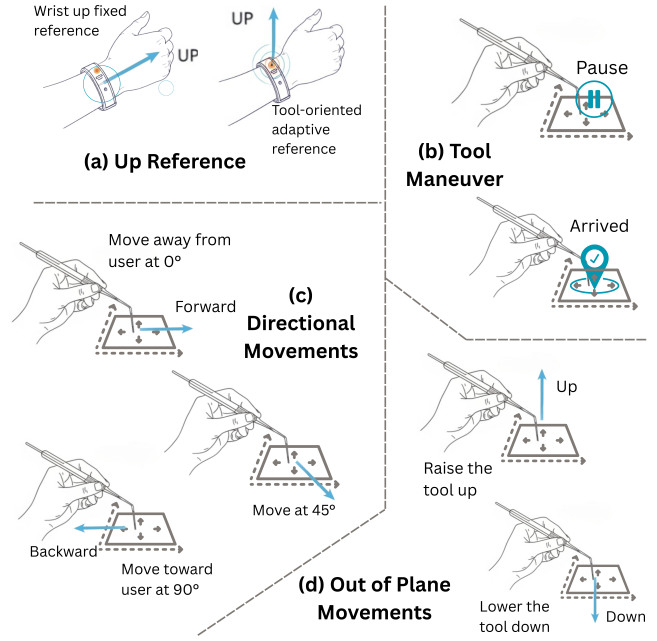 Wrist up fixed
reference
UP
UP
Tool-oriented
adaptive
reference
(a) Up Reference
Pause
(b) Tool
Maneuver
Arrived
Move away from
user at 0°
Forward
(c)
Directional
Movements
Move at 45°
Backward
Move toward
user at 90°
Up
Raise the
tool up
(d) Out of Plane
Movements
Lower the
tool down
Down